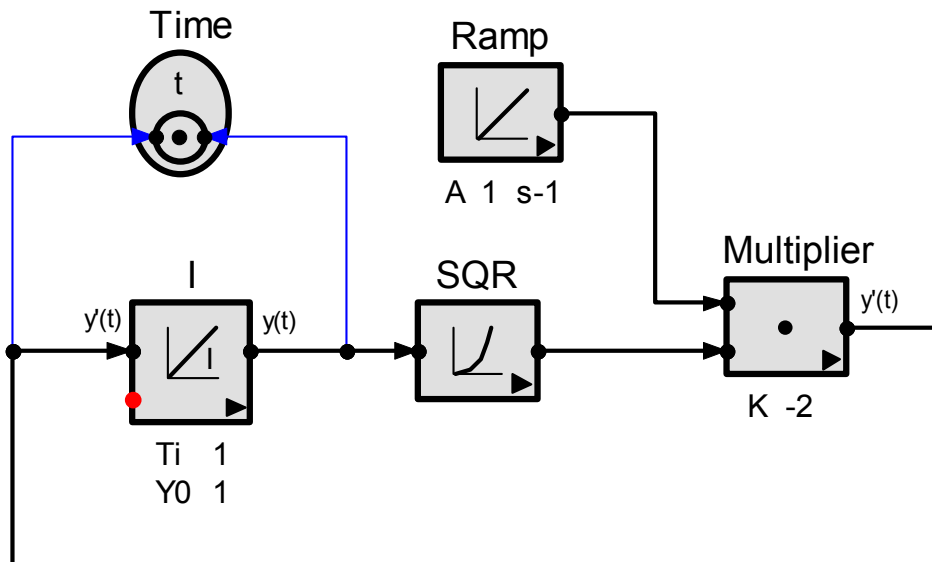 Time
t
Ramp
A 1 s-1
I
y'(t)
I
y(t)
Ti 1
Y0 1
SQR
Multiplier
y'(t)
K -2